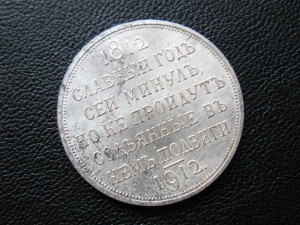 1812
СЛАВНЫЙ ГОДЪ
СЕЙ МИНУЛЪ,
НО НЕ ПРОЙДУТЪ
СОДѢЯННЫЕ ВЪ
НЕМЪ ПОДВИГИ
1912.